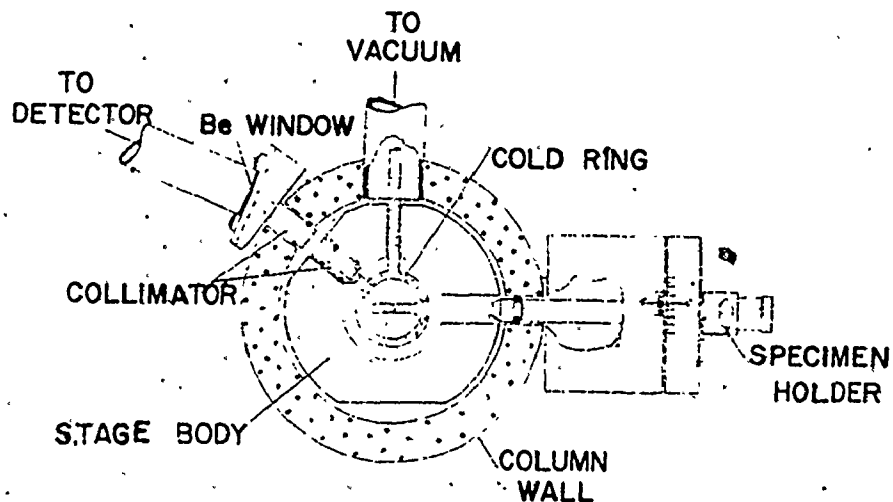 TO
VACUUM
TO
DETECTOR
Be WINDOW
COLD RING
COLLIMATOR
SPECIMEN
HOLDER
STAGE BODY
COLUMN
WALL